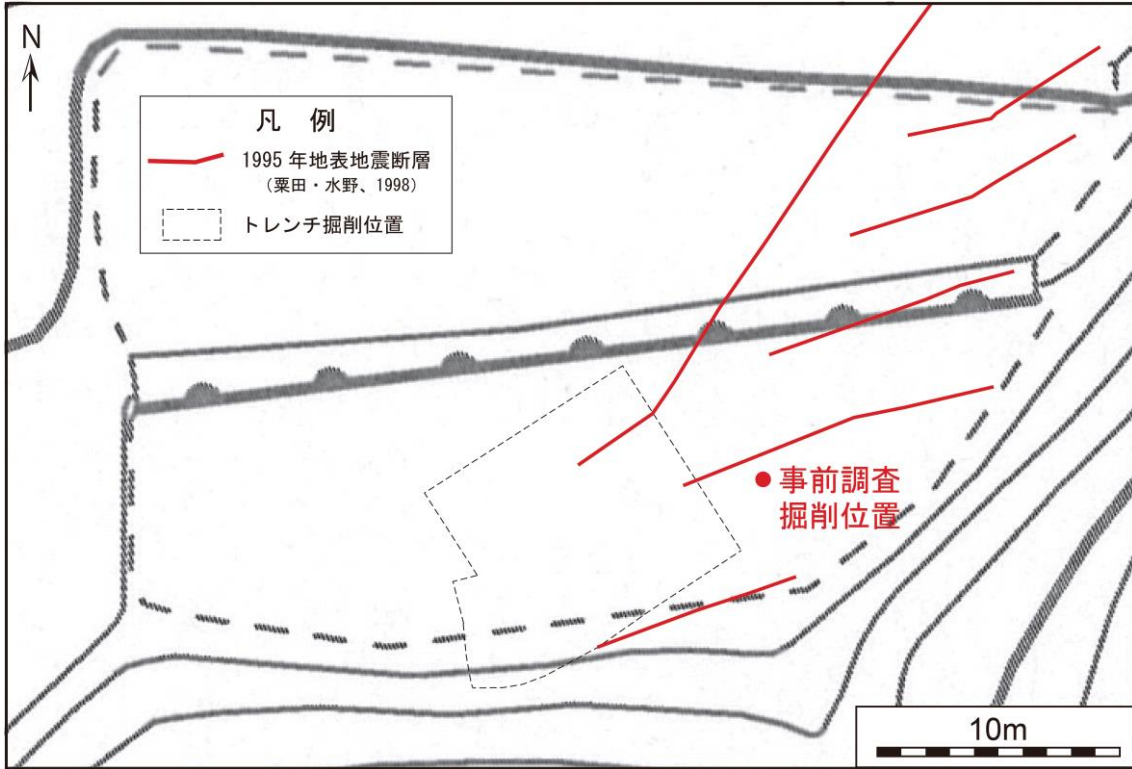 N
凡 例
1995 年地表地震断層
(粟田・水野、1998)
トレンチ掘削位置
事前調査
掘削位置
10m